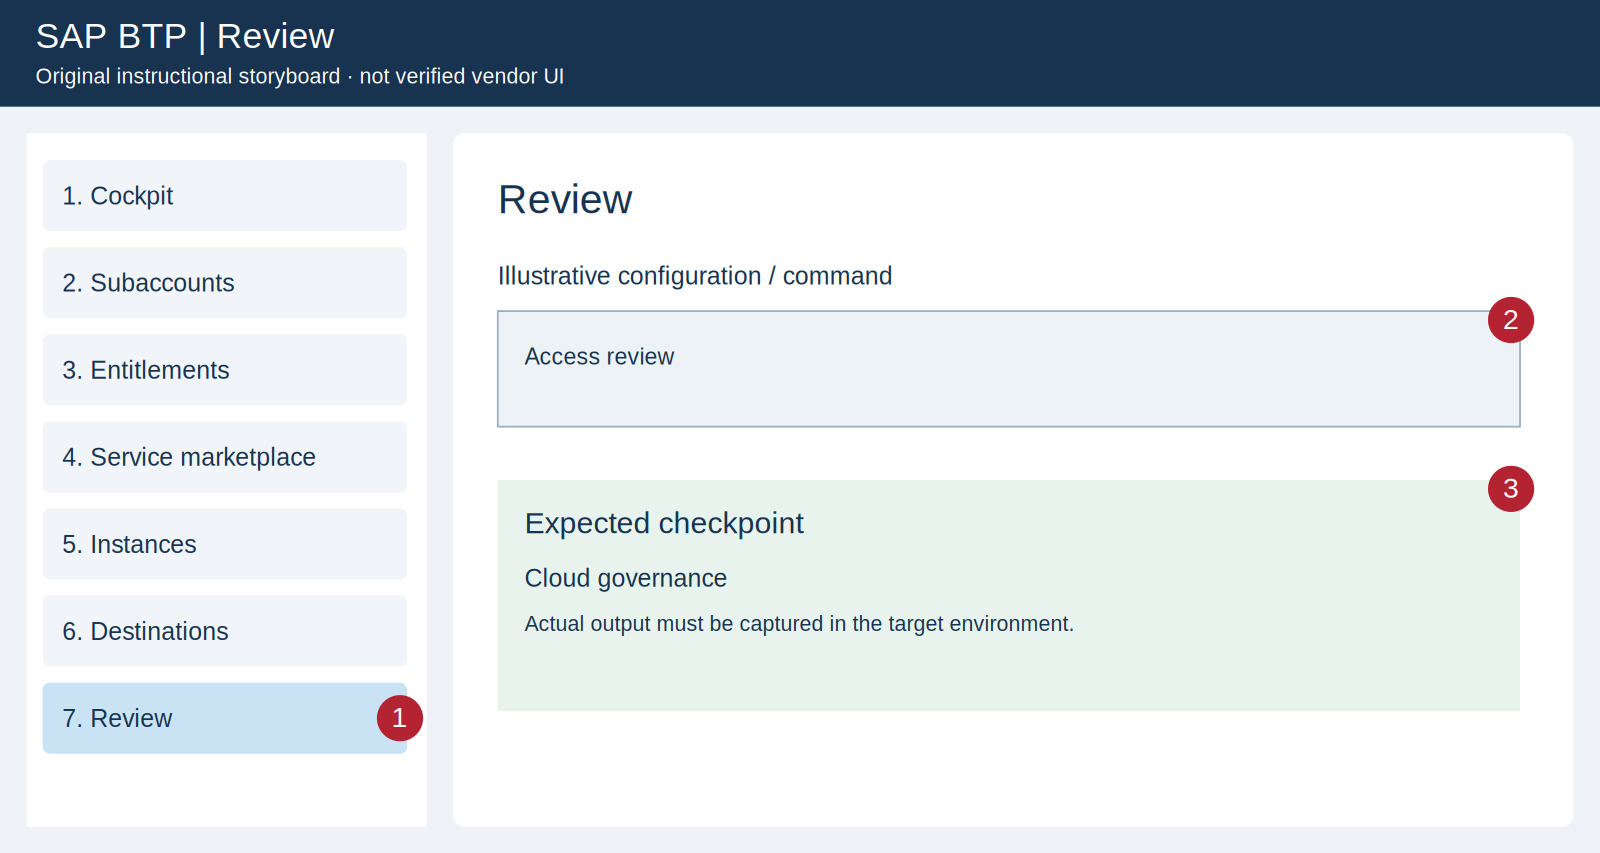 SAP BTP | Review
Original instructional storyboard · not verified vendor UI
1. Cockpit
2. Subaccounts
3. Entitlements
4. Service marketplace
5. Instances
6. Destinations
7. Review
1
Review
Illustrative configuration / command
2
Access review
3
Expected checkpoint
Cloud governance
Actual output must be captured in the target environment.